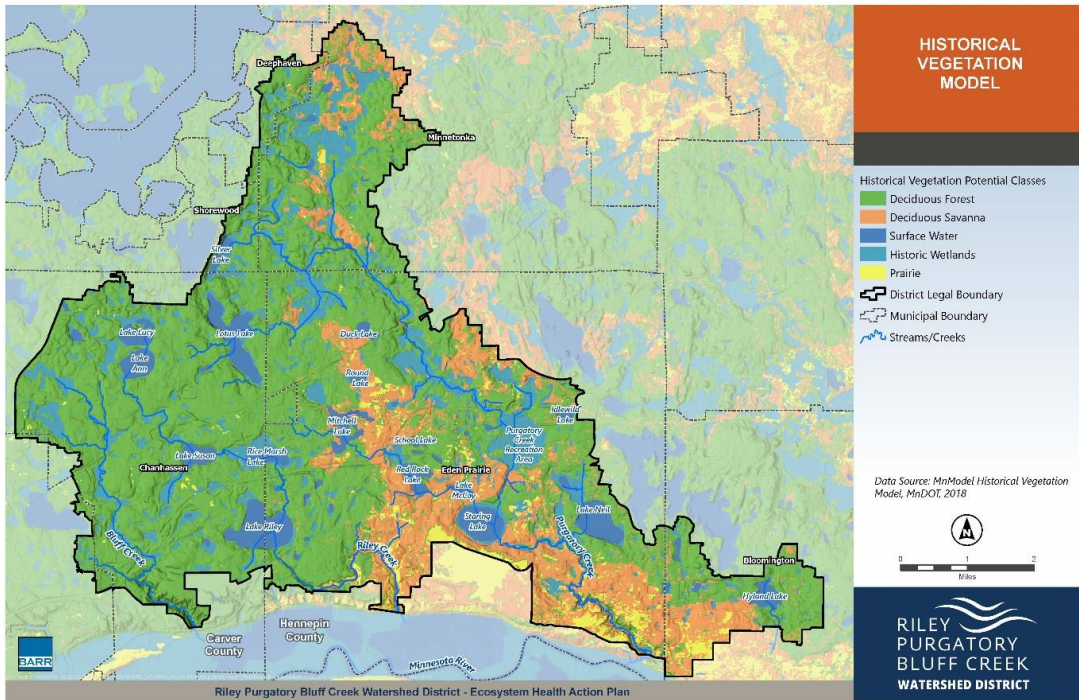 HISTORICAL
VEGETATION
MODEL
Historical Vegetation Potential Classes
Deciduous Forest
Deciduous Savanna
Surface Water
Historic Wetlands
Prairie
District Legal Boundary
Municipal Boundary
Streams/Creeks
Data Source: MnModel Historical Vegetation
Model, MnDOT, 2018
N
0 1 2
Miles
RILEY
PURGATORY
BLUFF CREEK
WATERSHED DISTRICT
Deephaven
Minnetonka
Shorewood
Silver
Lake
Lake Lucy
Lotus Lake
Duck Lake
Lake
Ann
Round
Lake
Idlewild
Lake
Mitchell
Lake
School Lake
Purgatory
Creek
Recreation
Area
Lake Susan
Rice Marsh
Lake
Chanhassen
Red Rock
Lake
Eden Prairie
Lake
McCoy
Staring
Lake
Lake Neil
Lake Riley
Bluff Creek
Riley Creek
Purgatory Creek
Bloomington
Hyland Lake
Carver
County
Hennepin
County
Minnesota River
BARR
Riley Purgatory Bluff Creek Watershed District - Ecosystem Health Action Plan